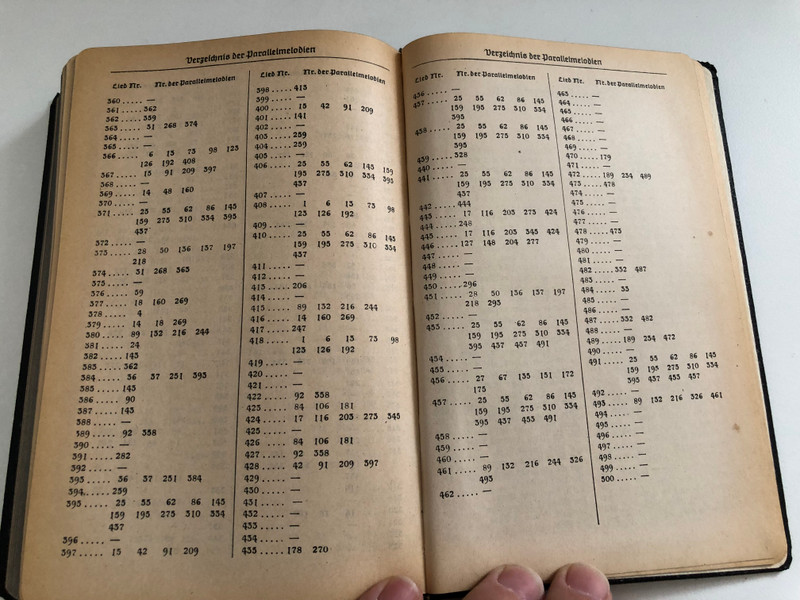 Verzeichnis der Parallelmelodien
Lied Nr. Nr. der Parallelmelodien
360 ..... —
361 ..... 362
362 ..... 359
363 ..... 31 268 374
364 ..... —
365 ..... —
366 ..... 6 13 73 98 123
126 192 408
367 ..... 15 91 209 397
368 ..... —
369 ..... 14 48 160
370 ..... —
371 ..... 25 55 62 86 145
159 195 275 310 334 395
437
372 ..... —
373 ..... 28 50 136 137 197
218
374 ..... 31 268 363
375 ..... —
376 ..... 59
377 ..... 18 160 269
378 ..... 4
379 ..... 14 18 269
380 ..... 89 132 216 244
381 ..... 24
382 ..... 143
383 ..... 362
384 ..... 36 37 251 393
385 ..... 143
386 ..... 90
387 ..... 143
388 ..... —
389 ..... 92 358
390 ..... —
391 ..... 282
392 ..... —
393 ..... 36 37 251 384
394 ..... 259
395 ..... 25 55 62 86 145
159 195 275 310 334
437
396 ..... —
397 ..... 15 42 91 209
Lied Nr. Nr. der Parallelmelodien
398 ..... 413
399 ..... —
400 ..... 15 42 91 209
401 ..... 141
402 ..... —
403 ..... 259
404 ..... 259
405 ..... —
406 ..... 25 55 62 145 159
195 275 310 334 395
437
407 ..... —
408 ..... 1 6 13 73 98
123 126 192
409 ..... —
410 ..... 25 55 62 86 145
159 195 275 310 334
437
411 ..... —
412 ..... —
413 ..... 206
414 ..... —
415 ..... 89 132 216 244
416 ..... 14 160 269
417 ..... 247
418 ..... 1 6 13 73 98
123 126 192
419 ..... —
420 ..... —
421 ..... —
422 ..... 92 358
423 ..... 84 106 181
424 ..... 17 116 203 273 345
425 ..... —
426 ..... 84 106 181
427 ..... 92 358
428 ..... 42 91 209 397
429 ..... —
430 ..... —
431 ..... —
432 ..... —
433 ..... —
434 ..... —
435 ..... 178 270
Verzeichnis der Parallelmelodien
Lied Nr. Nr. der Parallelmelodien
436 ..... —
437 ..... 25 55 62 86 145
159 195 275 310 334
395
438 ..... 25 55 62 86 145
159 195 275 310 334
395
439 ..... 328
440 ..... —
441 ..... 25 55 62 86 145
159 195 275 310 334
437
442 ..... 444
443 ..... 17 116 203 273 424
444 ..... 248
445 ..... 17 116 203 345 424
446 ..... 127 148 204 277
447 ..... —
448 ..... —
449 ..... —
450 ..... 296
451 ..... 28 50 136 137 197
218 295
452 ..... —
453 ..... 25 55 62 86 145
159 195 275 310 334
395 437 457 491
454 ..... —
455 ..... —
456 ..... 27 67 135 151 172
175
457 ..... 25 55 62 86 145
159 195 275 310 334
395 437 453 491
458 ..... —
459 ..... —
460 ..... —
461 ..... 89 132 216 244 326
493
462 ..... —
Lied Nr. Nr. der Parallelmelodien
463 ..... —
464 ..... —
465 ..... —
466 ..... —
467 ..... —
468 ..... —
469 ..... —
470 ..... 179
471 ..... —
472 ..... 189 234 489
473 ..... 478
474 ..... —
475 ..... —
476 ..... —
477 ..... —
478 ..... 473
479 ..... —
480 ..... —
481 ..... —
482 ..... 332 487
483 ..... —
484 ..... 33
485 ..... —
486 ..... —
487 ..... 332 482
488 ..... —
489 ..... 189 234 472
490 ..... —
491 ..... 25 55 62 86 145
159 195 275 310 334
395 437 453 457
492 ..... —
493 ..... 89 132 216 326 461
494 ..... —
495 ..... —
496 ..... —
497 ..... —
498 ..... —
499 ..... —
500 ..... —